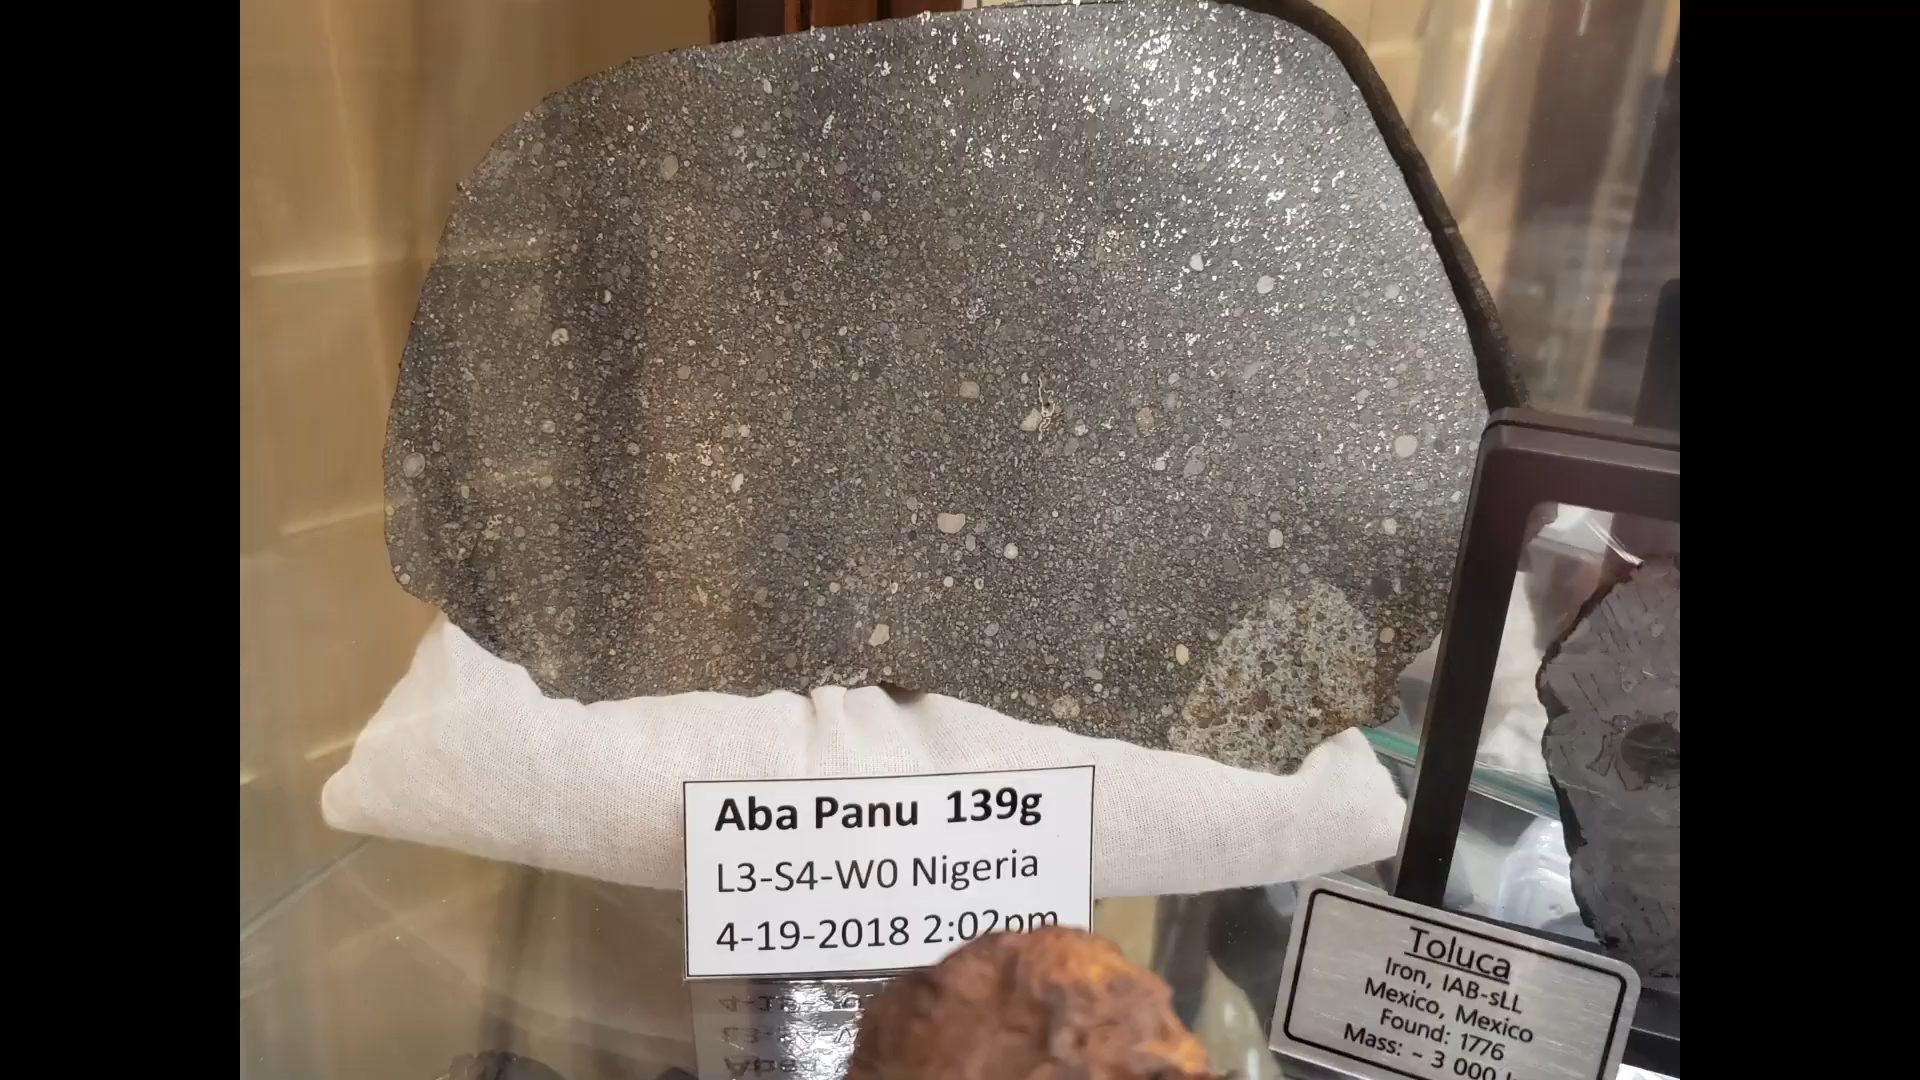 Aba Panu 139g
L3-S4-W0 Nigeria
4-19-2018 2:02pm
Toluca
Iron, IAB-sLL
Mexico, Mexico
Found: 1776
Mass: ~ 3 000